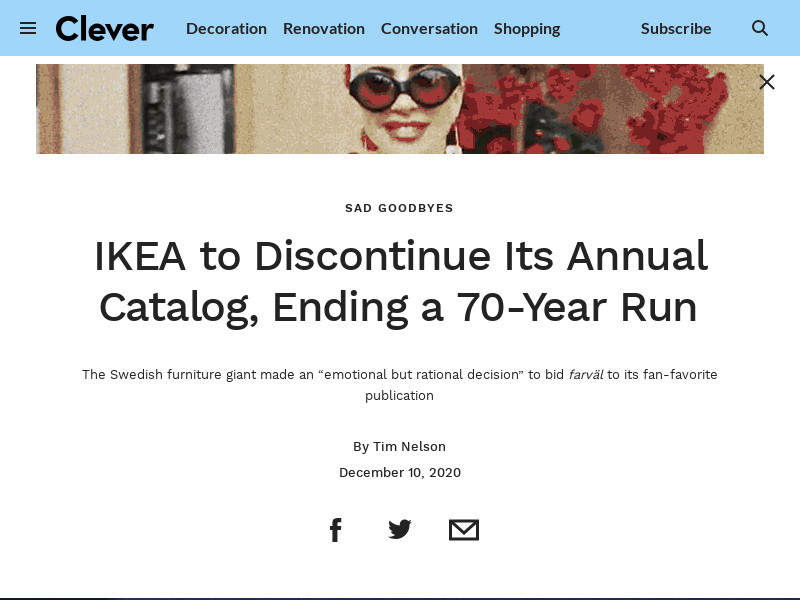 Clever Decoration Renovation Conversation Shopping Subscribe
SAD GOODBYES
IKEA to Discontinue Its Annual
Catalog, Ending a 70-Year Run
The Swedish furniture giant made an “emotional but rational decision” to bid farväl to its fan-favorite
publication
By Tim Nelson
December 10, 2020